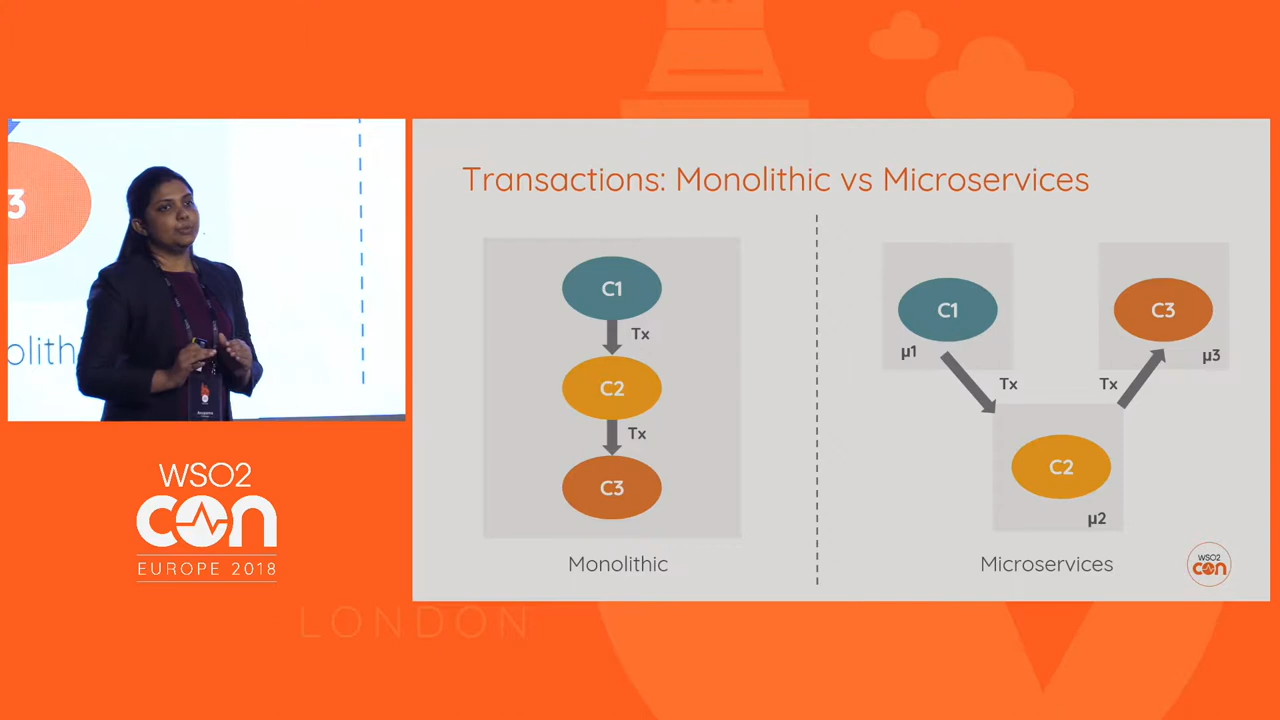 3
olith
WSO2
con
EUROPE 2018
LONDON
Transactions: Monolithic vs Microservices
C1
Tx
C2
Tx
C3
Monolithic
C1
µ1
Tx
C2
µ2
Tx
C3
µ3
Microservices
WSO2
con